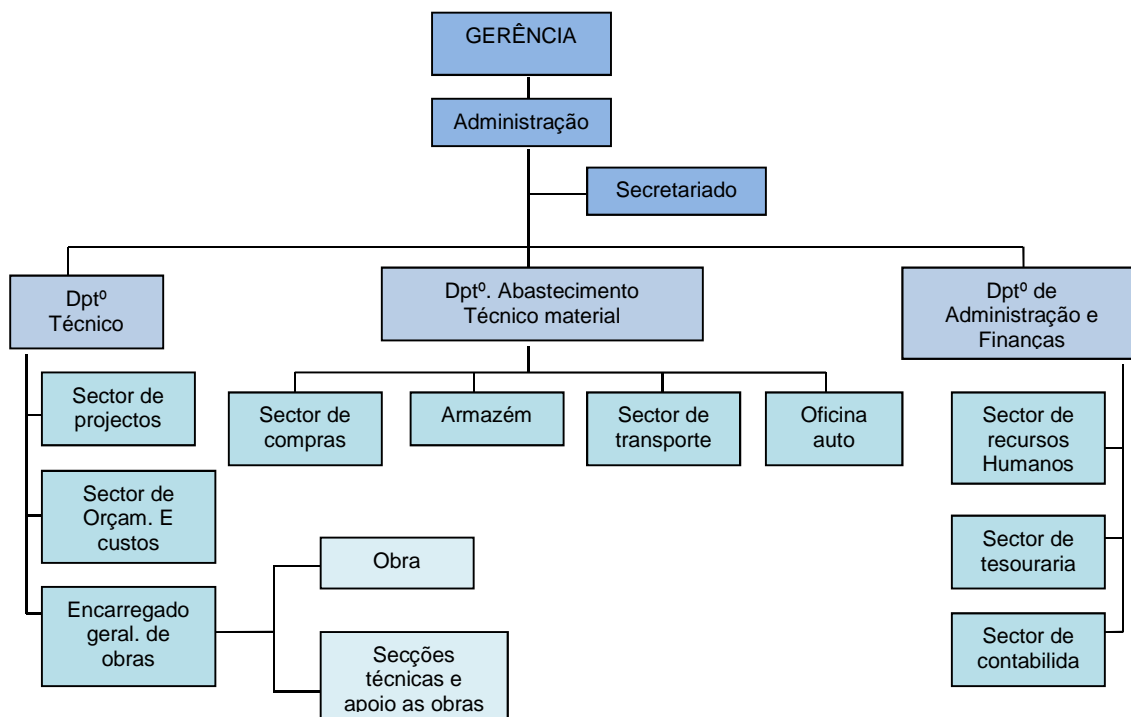 GERÊNCIA
Administração
Secretariado
Dptº
Técnico
Dptº. Abastecimento
Técnico material
Dptº de
Administração e
Finanças
Sector de
projectos
Sector de
Orçam. E
custos
Encarregado
geral. de
obras
Obra
Secções
técnicas e
apoio as obras
Sector de
compras
Armazém
Sector de
transporte
Oficina
auto
Sector de
recursos
Humanos
Sector de
tesouraria
Sector de
contabilida